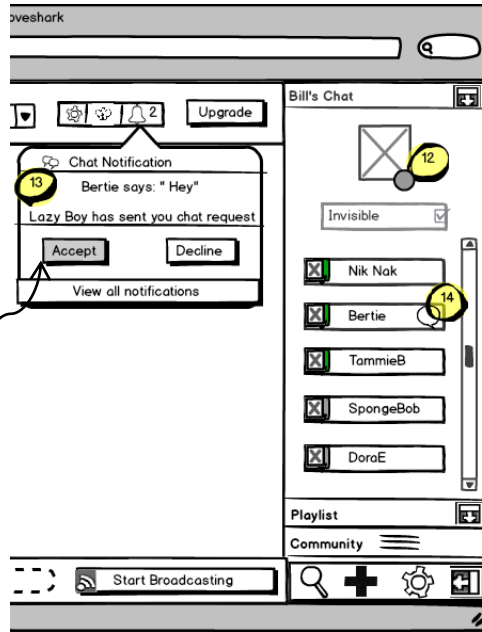 oveshark
2
Upgrade
Chat Notification
13
Bertie says: " Hey"
Lazy Boy has sent you chat request
Accept
Decline
View all notifications
Bill's Chat
12
Invisible
Nik Nak
14
Bertie
TammieB
SpongeBob
DoraE
Playlist
Community
Start Broadcasting